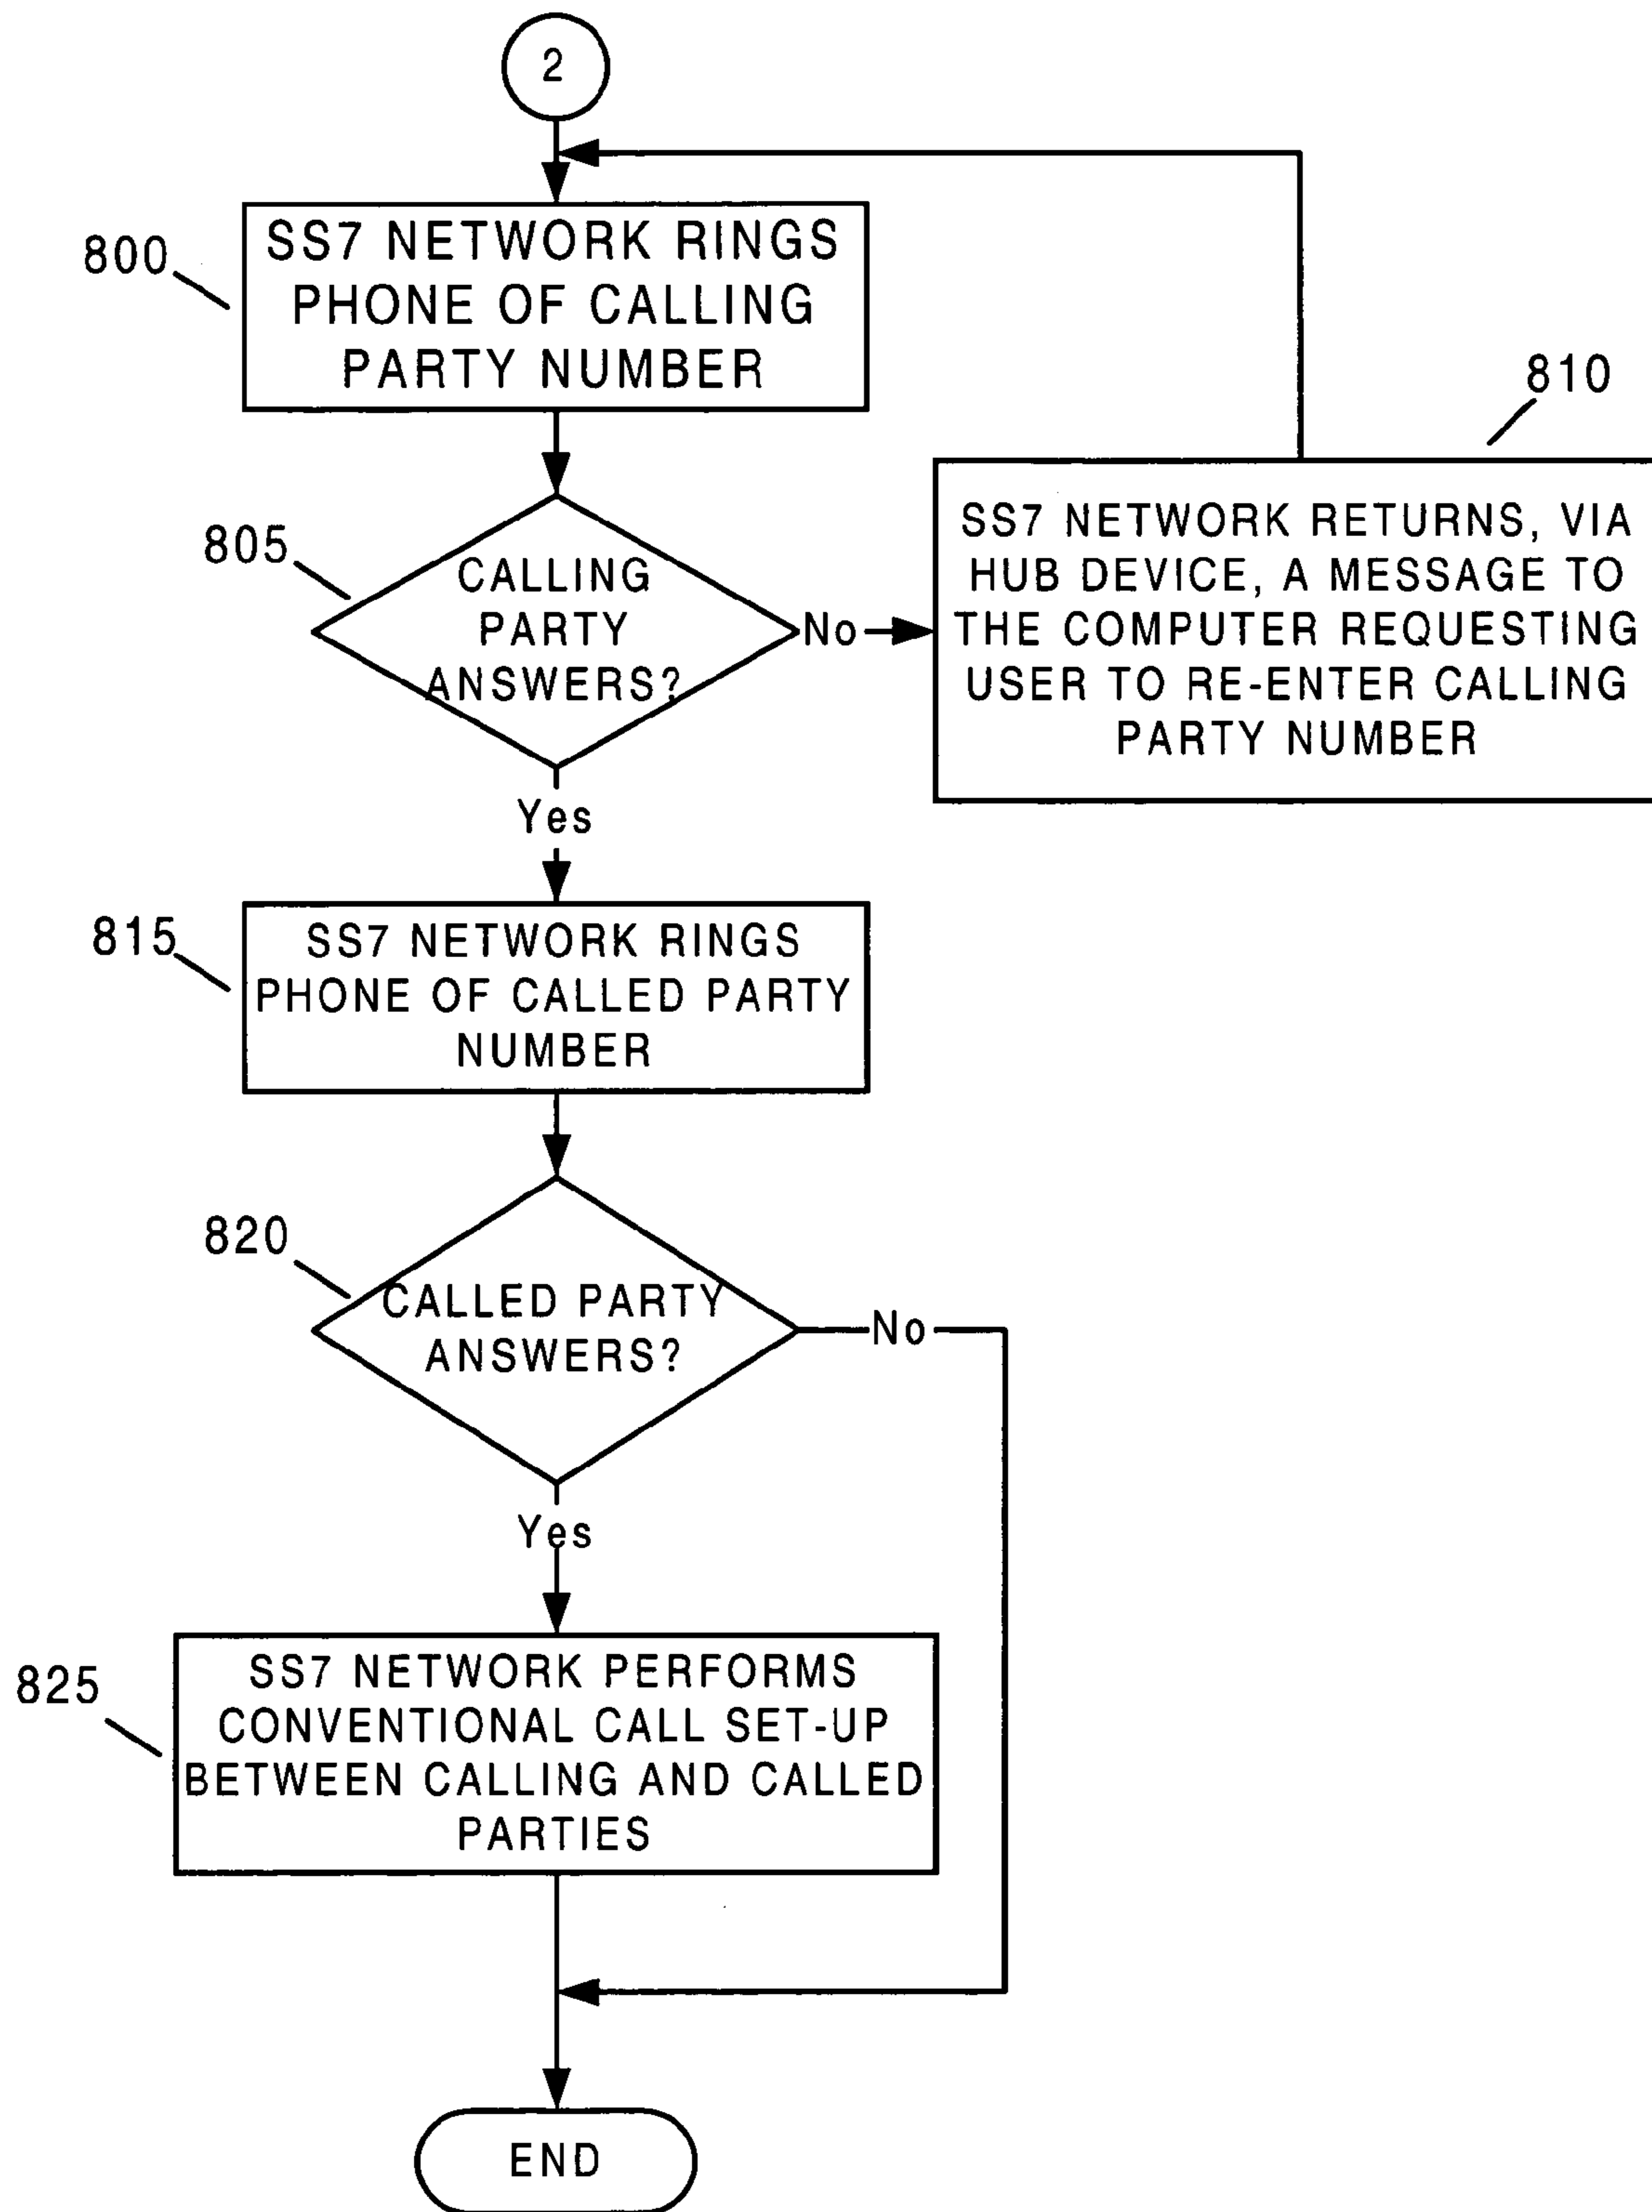 2
800
SS7 NETWORK RINGS
PHONE OF CALLING
PARTY NUMBER
805
CALLING
PARTY
ANSWERS?
No
810
SS7 NETWORK RETURNS, VIA
HUB DEVICE, A MESSAGE TO
THE COMPUTER REQUESTING
USER TO RE-ENTER CALLING
PARTY NUMBER
Yes
815
SS7 NETWORK RINGS
PHONE OF CALLED PARTY
NUMBER
820
CALLED PARTY
ANSWERS?
No
Yes
825
SS7 NETWORK PERFORMS
CONVENTIONAL CALL SET-UP
BETWEEN CALLING AND CALLED
PARTIES
END